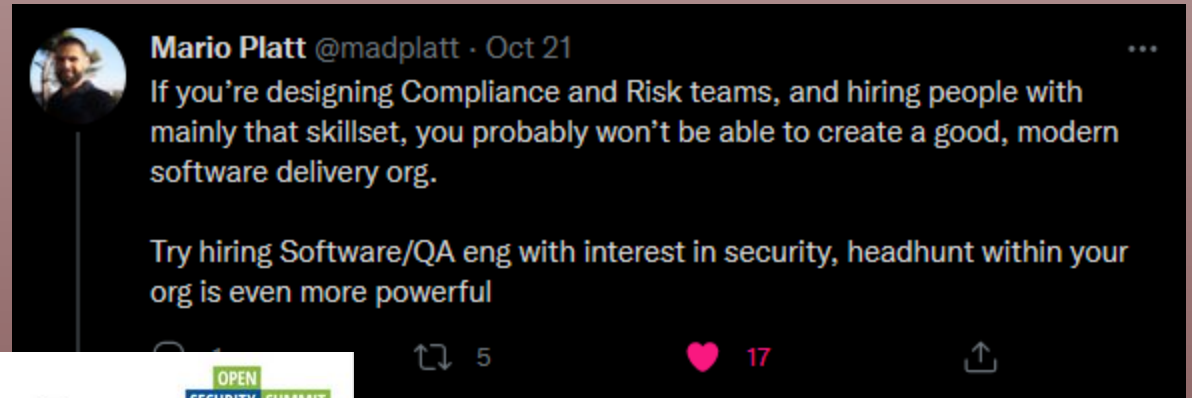 Mario Platt @madplatt · Oct 21
If you’re designing Compliance and Risk teams, and hiring people with
mainly that skillset, you probably won’t be able to create a good, modern
software delivery org.
Try hiring Software/QA eng with interest in security, headhunt within your
org is even more powerful
5 17
OPEN
SECURITY SUMMIT